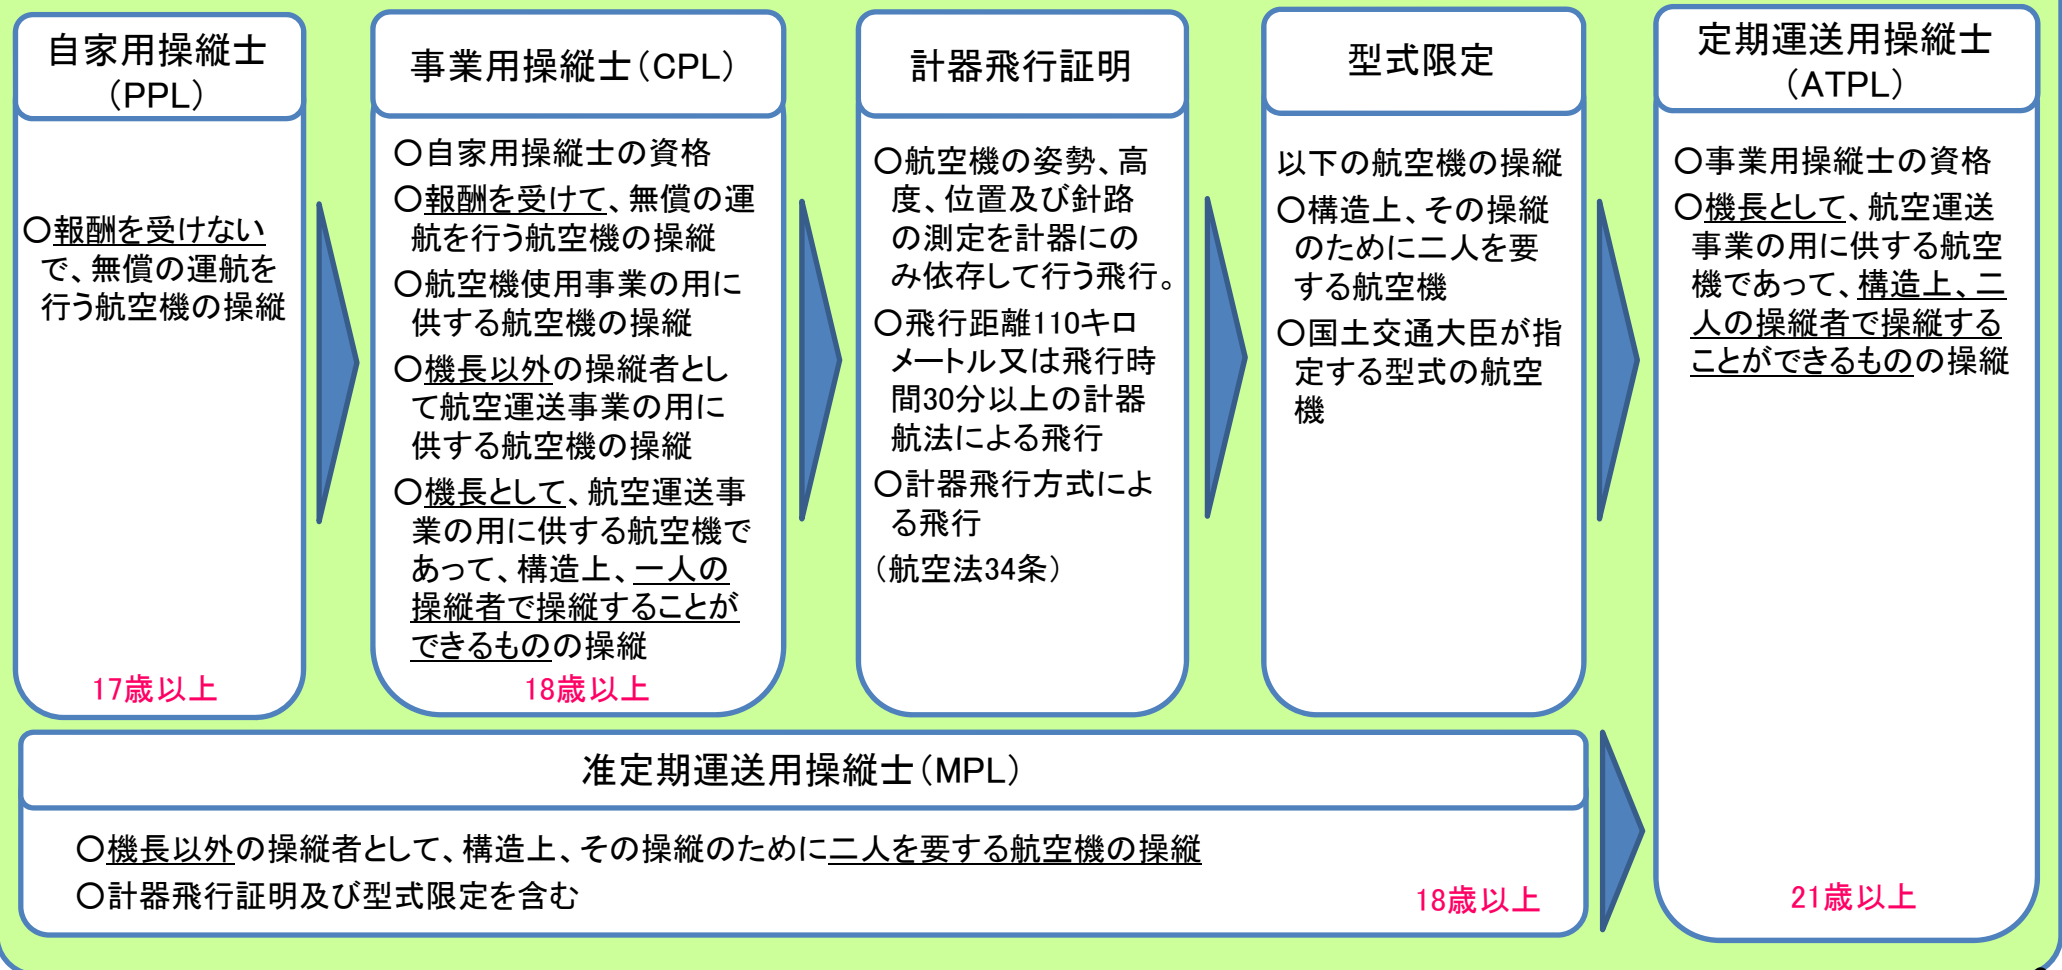 自家用操縦士
（PPL）
○報酬を受けない
で、無償の運航を
行う航空機の操縦
17歳以上
事業用操縦士（CPL）
○自家用操縦士の資格
○報酬を受けて、無償の運
航を行う航空機の操縦
○航空機使用事業の用に
供する航空機の操縦
○機長以外の操縦者とし
て航空運送事業の用に
供する航空機の操縦
○機長として、航空運送事
業の用に供する航空機で
あって、構造上、一人の
操縦者で操縦することが
できるものの操縦
18歳以上
計器飛行証明
○航空機の姿勢、高
度、位置及び針路
の測定を計器にの
み依存して行う飛行。
○飛行距離110キロ
メートル又は飛行時
間30分以上の計器
航法による飛行
○計器飛行方式によ
る飛行
（航空法34条）
型式限定
以下の航空機の操縦
○構造上、その操縦
のために二人を要
する航空機
○国土交通大臣が指
定する型式の航空
機
定期運送用操縦士
（ATPL）
○事業用操縦士の資格
○機長として、航空運送
事業の用に供する航空
機であって、構造上、二
人の操縦者で操縦する
ことができるものの操縦
21歳以上
准定期運送用操縦士（MPL）
○機長以外の操縦者として、構造上、その操縦のために二人を要する航空機の操縦
○計器飛行証明及び型式限定を含む
18歳以上